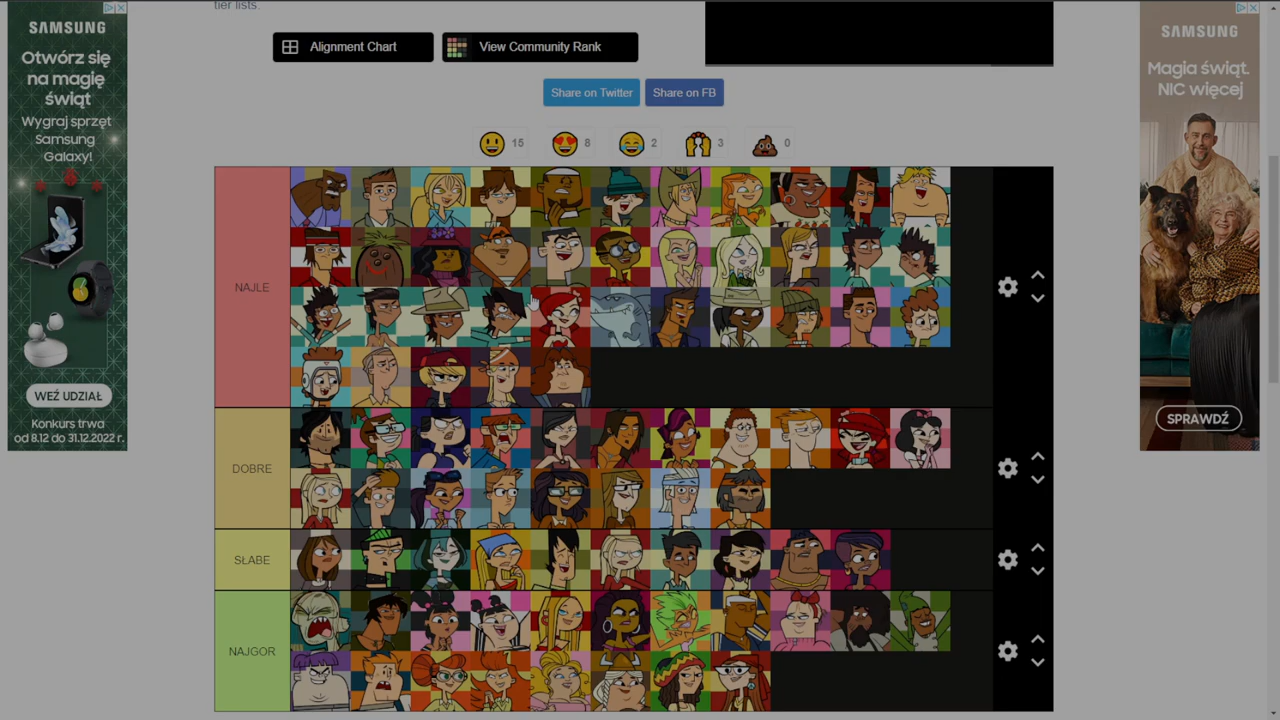 tier lists.
Alignment Chart
View Community Rank
Share on Twitter
Share on FB
15
8
2
3
0
NAJLE
DOBRE
SŁABE
NAJGOR
SAMSUNG
Otwórz się
na magię
świąt
Wygraj sprzęt
Samsung
Galaxy!
WEŹ UDZIAŁ
Konkurs trwa
od 8.12 do 31.12.2022 r.
SAMSUNG
Magia świąt.
NIC więcej
SPRAWDŹ